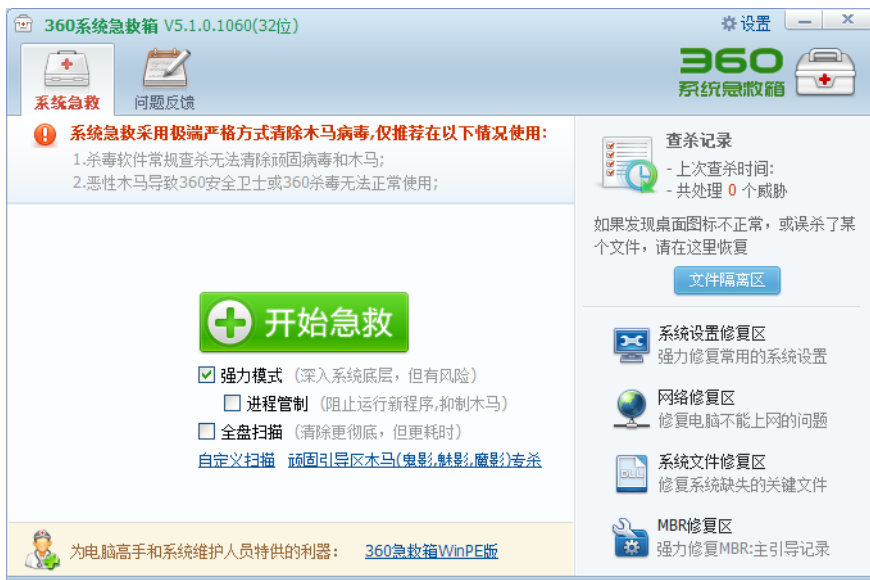 360系统急救箱 V5.1.0.1060(32位)
设置
系统急救
问题反馈
360
系统急救箱
系统急救采用极端严格方式清除木马病毒,仅推荐在以下情况使用:
1.杀毒软件常规查杀无法清除顽固病毒和木马;
2.恶性木马导致360安全卫士或360杀毒无法正常使用;
开始急救
强力模式（深入系统底层，但有风险）
进程管制（阻止运行新程序,抑制木马）
全盘扫描（清除更彻底，但更耗时）
自定义扫描 顽固引导区木马(鬼影,魅影,魔影)专杀
为电脑高手和系统维护人员特供的利器： 360急救箱WinPE版
查杀记录
- 上次查杀时间:
- 共处理 0 个威胁
如果发现桌面图标不正常，或误杀了某
个文件，请在这里恢复
文件隔离区
系统设置修复区
强力修复常用的系统设置
网络修复区
修复电脑不能上网的问题
DLL
系统文件修复区
修复系统缺失的关键文件
MBR修复区
强力修复MBR:主引导记录